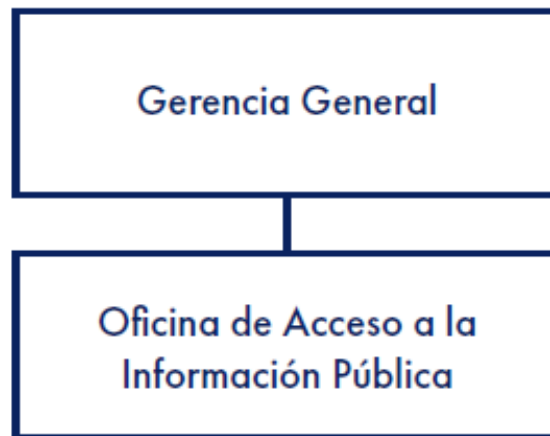 Gerencia General
Oficina de Acceso a la
Información Pública